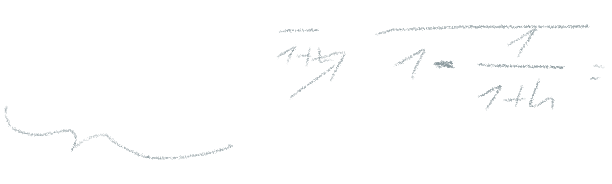 1
1+h 1 - =
1+h